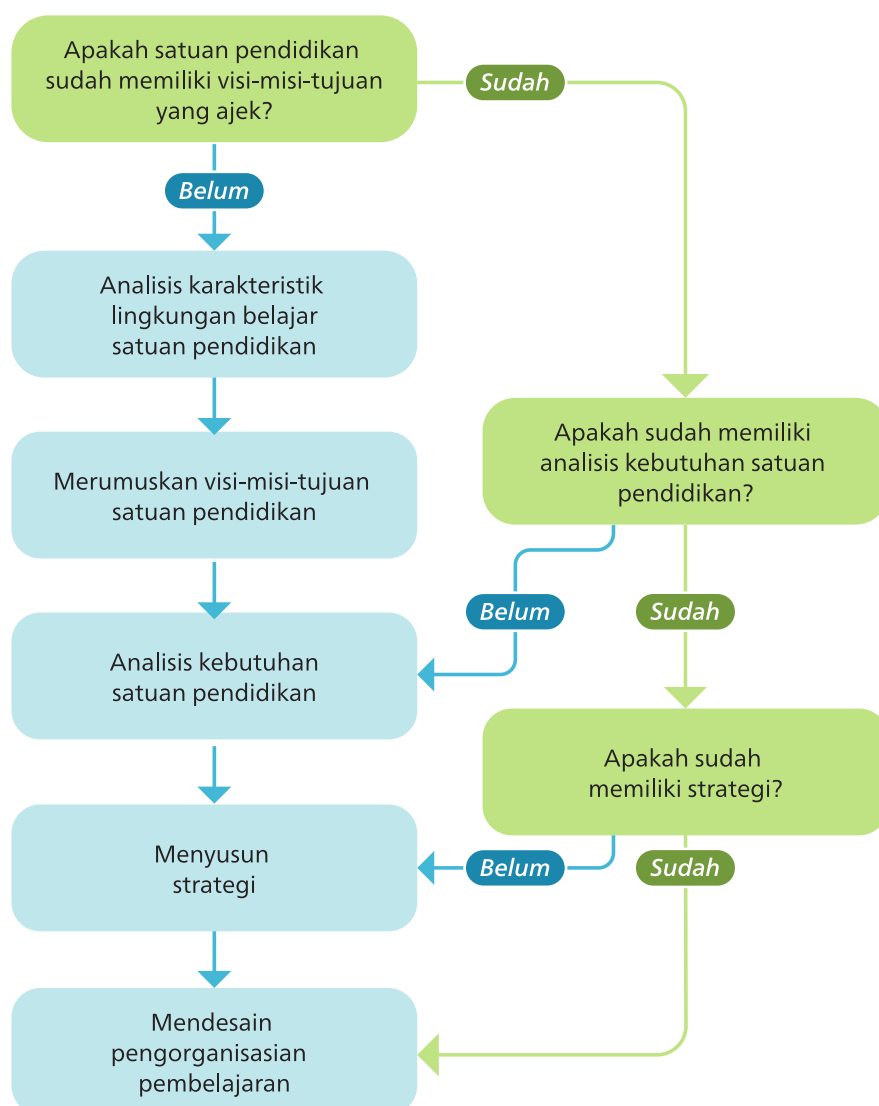 Apakah satuan pendidikan
sudah memiliki visi-misi-tujuan
yang ajek?
Sudah
Belum
Analisis karakteristik
lingkungan belajar
satuan pendidikan
Merumuskan visi-misi-tujuan
satuan pendidikan
Apakah sudah memiliki
analisis kebutuhan satuan
pendidikan?
Belum
Sudah
Analisis kebutuhan
satuan pendidikan
Apakah sudah
memiliki strategi?
Menyusun
strategi
Belum
Sudah
Mendesain
pengorganisasian
pembelajaran